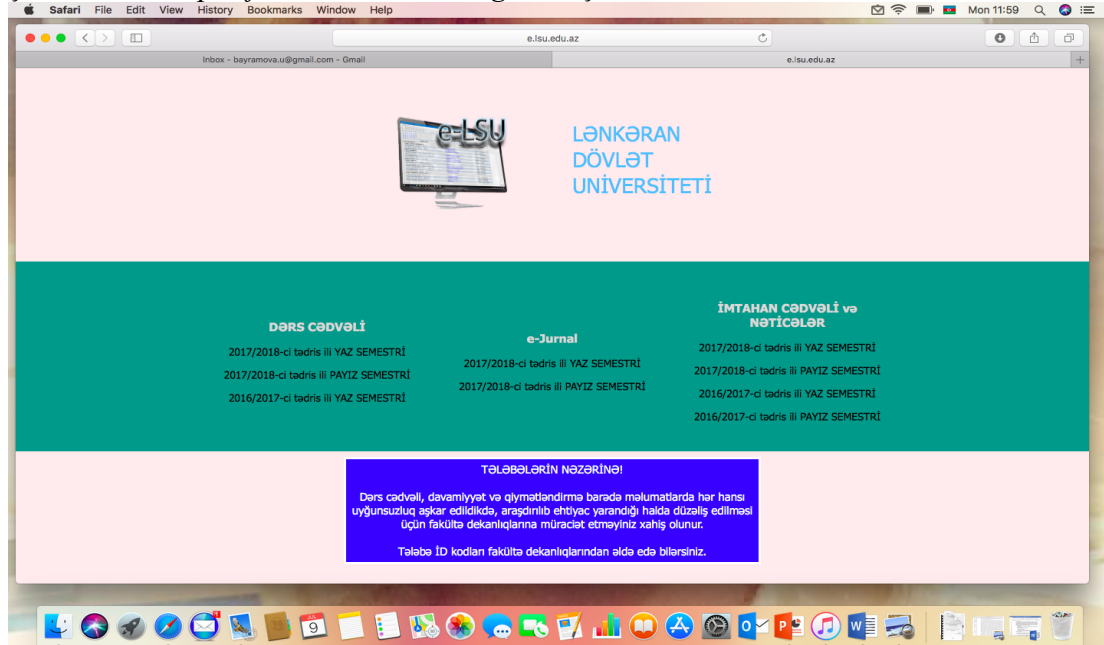 Safari File Edit View History Bookmarks Window Help Mon 11:59
e.lsu.edu.az
Inbox - bayramova.u@gmail.com - Gmail
e.lsu.edu.az
e-LSU
LƏNKƏRAN
DÖVLƏT
UNİVERSİTETİ
DƏRS CƏDVƏLİ
2017/2018-ci tədris ili YAZ SEMESTRİ
2017/2018-ci tədris ili PAYIZ SEMESTRİ
2016/2017-ci tədris ili YAZ SEMESTRİ
e-Jurnal
2017/2018-ci tədris ili YAZ SEMESTRİ
2017/2018-ci tədris ili PAYIZ SEMESTRİ
İMTAHAN CƏDVƏLİ və
NƏTİCƏLƏR
2017/2018-ci tədris ili YAZ SEMESTRİ
2017/2018-ci tədris ili PAYIZ SEMESTRİ
2016/2017-ci tədris ili YAZ SEMESTRİ
2016/2017-ci tədris ili PAYIZ SEMESTRİ
TƏLƏBƏLƏRİN NƏZƏRİNƏ!
Dərs cədvəli, davamiyyət və qiymətləndirmə barədə məlumatlarda hər hansı
uyğunsuzluq aşkar edildikdə, araşdırılıb ehtiyac yarandığı halda düzəliş edilməsi
üçün fakültə dekanlıqlarına müraciət etməyiniz xahiş olunur.
Tələbə İD kodları fakültə dekanlıqlarından əldə edə bilərsiniz.
9